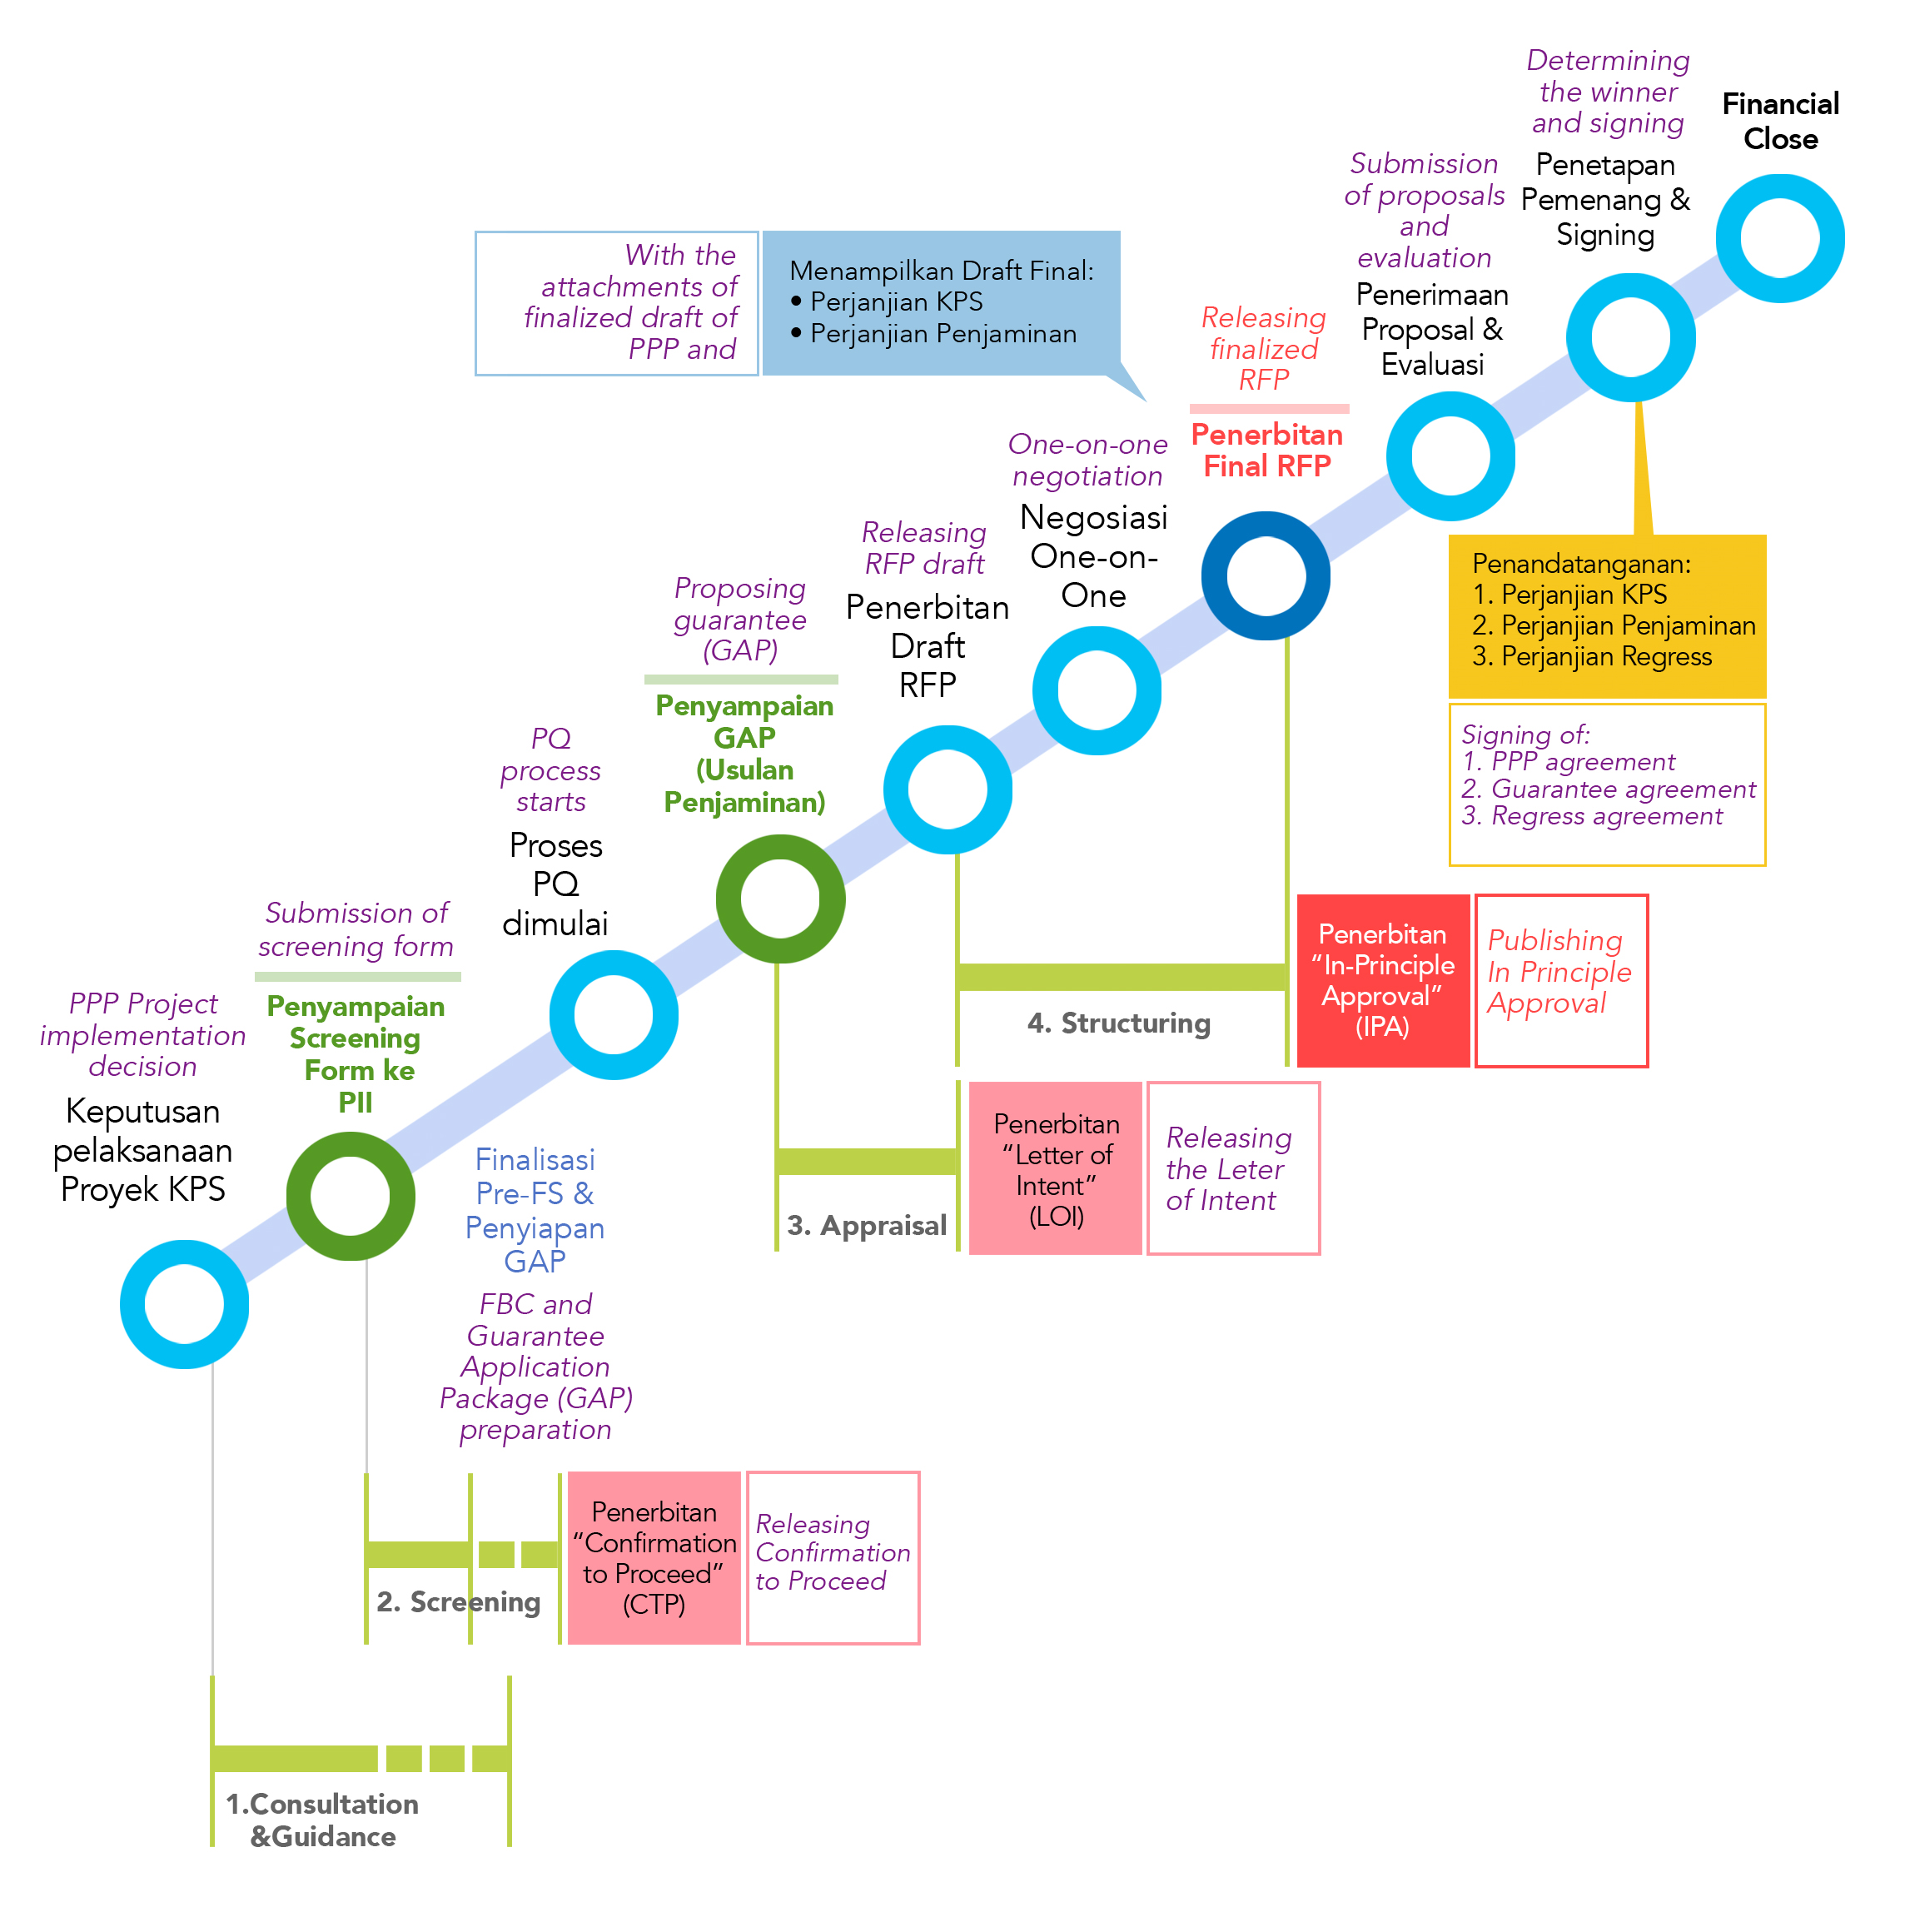 Determining
the winner
and signing
Penetapan
Pemenang &
Signing
Financial
Close
Submission
of proposals
and
evaluation
Penerimaan
Proposal &
Evaluasi
With the
attachments of
finalized draft of
PPP and
Menampilkan Draft Final:
• Perjanjian KPS
• Perjanjian Penjaminan
Releasing
finalized
RFP
Penerbitan
Final RFP
One-on-one
negotiation
Negosiasi
One-on-
One
Releasing
RFP draft
Penerbitan
Draft
RFP
Proposing
guarantee
(GAP)
Penyampaian
GAP
(Usulan
Penjaminan)
PQ
process
starts
Proses
PQ
dimulai
Submission of
screening form
Penyampaian
Screening
Form ke
PII
PPP Project
implementation
decision
Keputusan
pelaksanaan
Proyek KPS
Penandatanganan:
1. Perjanjian KPS
2. Perjanjian Penjaminan
3. Perjanjian Regress
Signing of:
1. PPP agreement
2. Guarantee agreement
3. Regress agreement
Penerbitan
“In-Principle
Approval”
(IPA)
Publishing
In Principle
Approval
4. Structuring
Penerbitan
“Letter of
Intent”
(LOI)
Releasing
the Leter
of Intent
3. Appraisal
Finalisasi
Pre-FS &
Penyiapan
GAP
FBC and
Guarantee
Application
Package (GAP)
preparation
Penerbitan
“Confirmation
to Proceed”
(CTP)
Releasing
Confirmation
to Proceed
2. Screening
1.Consultation
&Guidance